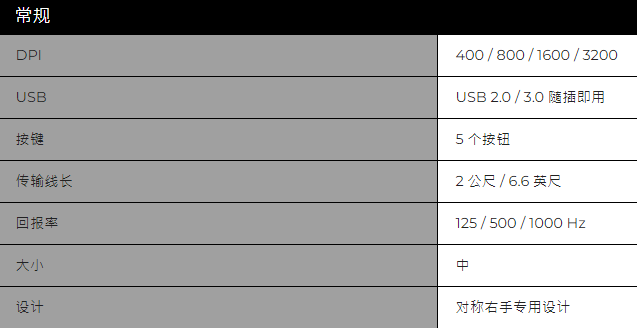 常规
DPI 400 / 800 / 1600 / 3200
USB USB 2.0 / 3.0 隨插即用
按键 5 个按钮
传输线长 2 公尺 / 6.6 英尺
回报率 125 / 500 / 1000 Hz
大小 中
设计 对称右手专用设计